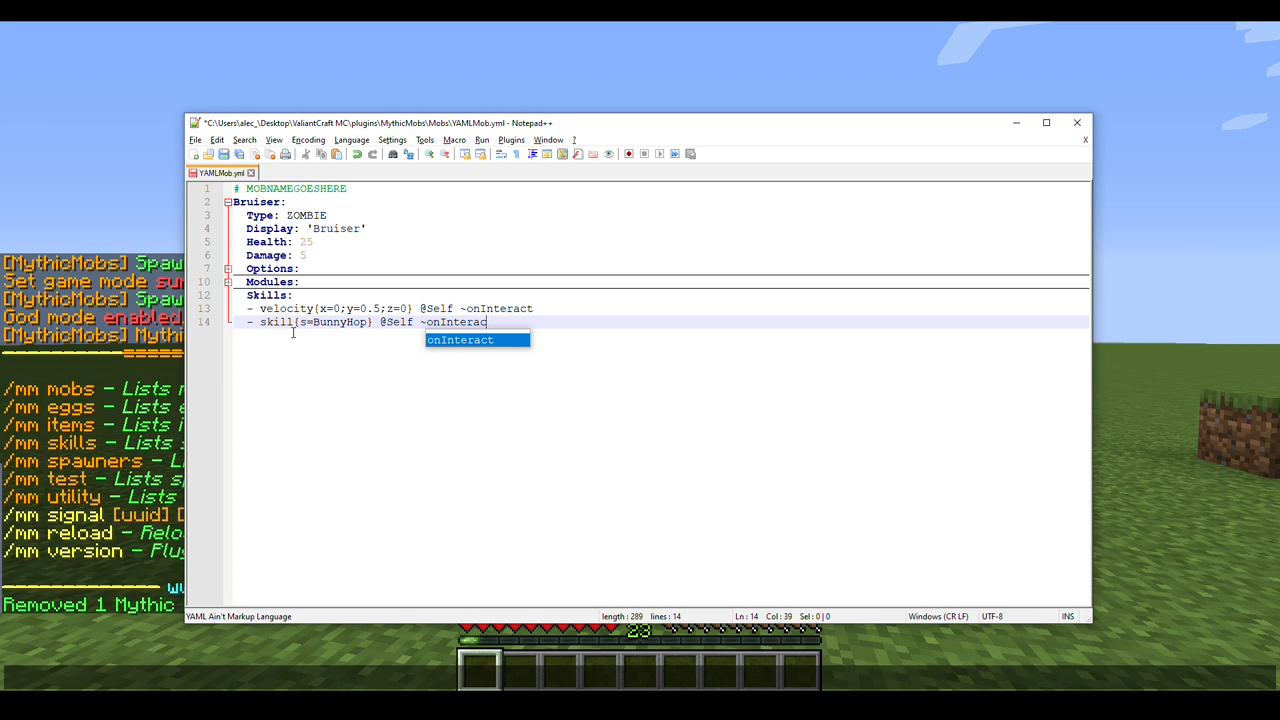 *C:\Users\alec_\Desktop\ValiantCraft MC\plugins\MythicMobs\Mobs\YAMLMob.yml - Notepad++
File Edit Search View Encoding Language Settings Tools Macro Run Plugins Window ? X
YAMLMob.yml
1 # MOBNAMEGOESHERE
2 Bruiser:
3 Type: ZOMBIE
4 Display: 'Bruiser'
5 Health: 25
6 Damage: 5
7 Options:
10 Modules:
12 Skills:
13 - velocity{x=0;y=0.5;z=0} @Self ~onInteract
14 - skill{s=BunnyHop} @Self ~onInterac
onInteract
[MythicMobs] Spaw
Set game mode sur
[MythicMobs] Spaw
God mode enabled
[MythicMobs] Mythi
/mm mobs - Lists
/mm eggs - Lists
/mm items - Lists
/mm skills - Lists
/mm spawners - Li
/mm test - Lists sp
/mm utility - Lists
/mm signal [uuid] [
/mm reload - Relo
/mm version - Plug
Removed 1 Mythic
YAML Ain't Markup Language length : 289 lines : 14 Ln : 14 Col : 39 Sel : 0 | 0 Windows (CR LF) UTF-8 INS